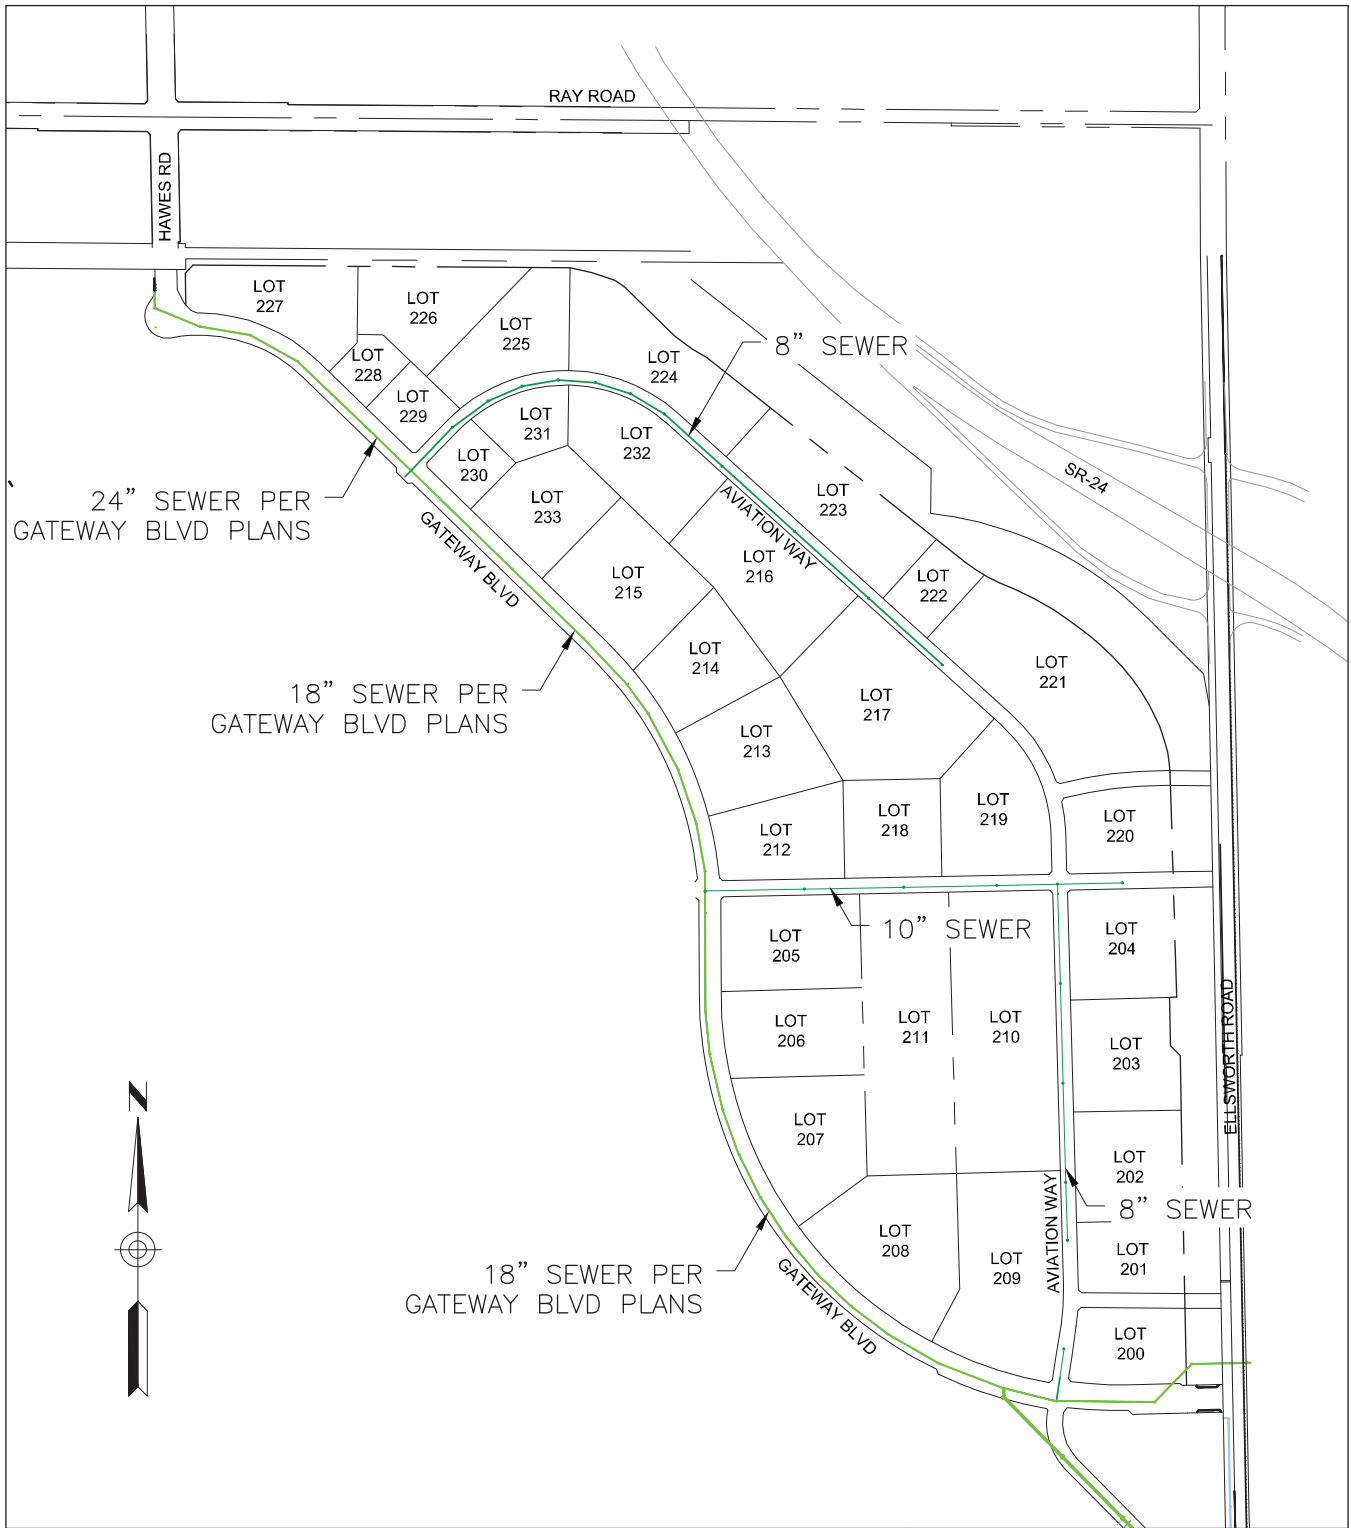 RAY ROAD
HAWES RD
LOT
227
LOT
226
LOT
225
LOT
228
LOT
224
8” SEWER
LOT
229
LOT
231
LOT
232
LOT
230
SR-24
24” SEWER PER
GATEWAY BLVD PLANS
LOT
233
AVIATION WAY
LOT
223
GATEWAY BLVD
LOT
215
LOT
216
LOT
222
LOT
214
LOT
221
18” SEWER PER
GATEWAY BLVD PLANS
LOT
217
LOT
213
LOT
212
LOT
218
LOT
219
LOT
220
10” SEWER
LOT
205
LOT
204
LOT
206
LOT
211
LOT
210
LOT
203
ELLSWORTH ROAD
N
LOT
207
LOT
202
8” SEWER
AVIATION WAY
LOT
208
LOT
209
LOT
201
18” SEWER PER
GATEWAY BLVD PLANS
GATEWAY BLVD
LOT
200